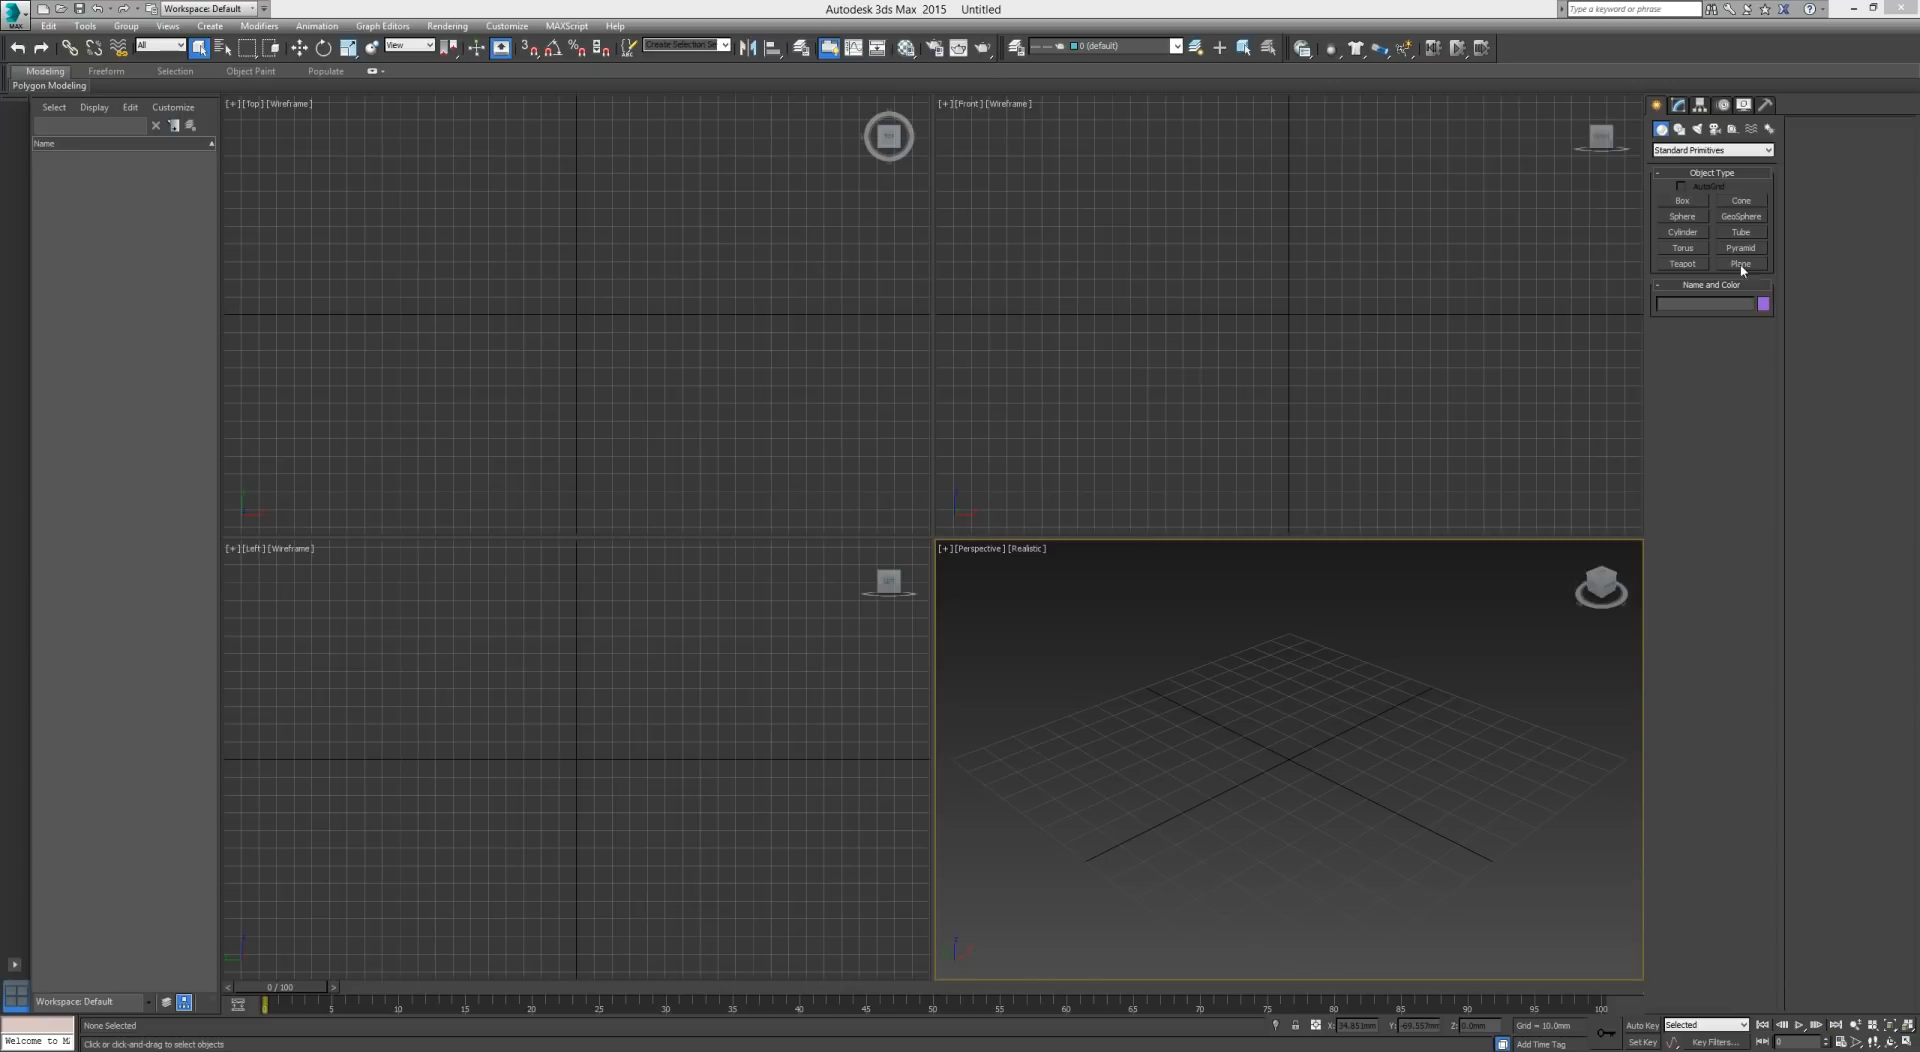 Workspace: Default
Autodesk 3ds Max 2015 Untitled
Type a keyword or phrase
MAX
Edit Tools Group Views Create Modifiers Animation Graph Editors Rendering Customize MAXScript Help
All
View
Create Selection Se
0 (default)
Modeling Freeform Selection Object Paint Populate
Polygon Modeling
Select Display Edit Customize
Name
[+] [Top] [Wireframe]
TOP
[+] [Front] [Wireframe]
Standard Primitives
- Object Type
AutoGrid
Box Cone
Sphere GeoSphere
Cylinder Tube
Torus Pyramid
Teapot Plane
- Name and Color
[+] [Left] [Wireframe]
[+] [Perspective] [Realistic]
< 0 / 100 >
Workspace: Default
5 10 15 20 25 30 35 40 45 50 55 60 65 70 75 80 85 90 95 100
None Selected
X: 34.851mm Y: -69.557mm Z: 0.0mm Grid = 10.0mm
Auto Key Selected
Welcome to M
Click or click-and-drag to select objects
Add Time Tag
Set Key Key Filters...
0